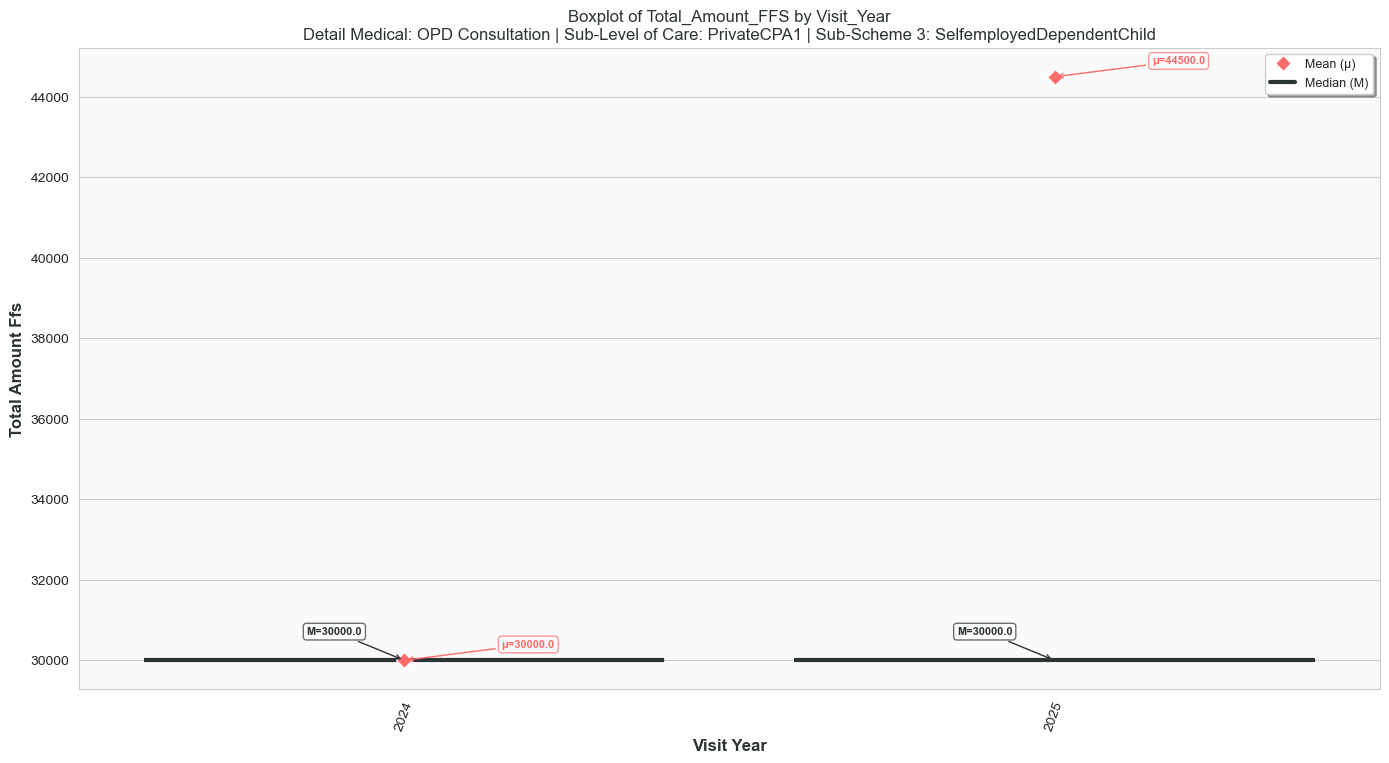 Boxplot of Total_Amount_FFS by Visit_Year
Detail Medical: OPD Consultation | Sub-Level of Care: PrivateCPA1 | Sub-Scheme 3: SelfemployedDependentChild
μ=44500.0
Mean (μ)
Median (M)
44000
42000
40000
38000
36000
34000
32000
30000
Total Amount Ffs
M=30000.0
μ=30000.0
M=30000.0
2024
2025
Visit Year